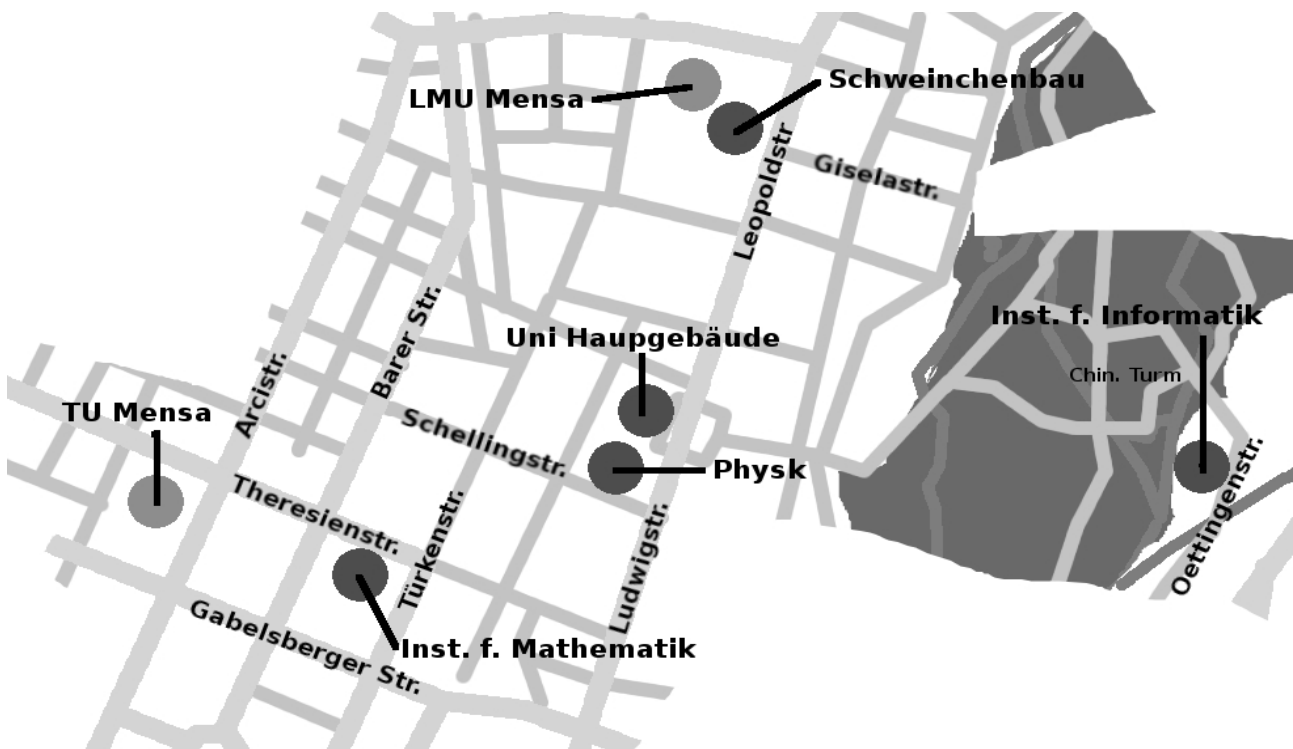 Schweinchenbau
LMU Mensa
Giselastr.
Leopoldstr
Barer Str.
Inst. f. Informatik
Uni Haupgebäude
Chin. Turm
Arcistr.
TU Mensa
Schellingstr.
Physk
Theresienstr.
Türkenstr.
Ludwigstr.
Oettingenstr.
Gabelsberger Str.
Inst. f. Mathematik